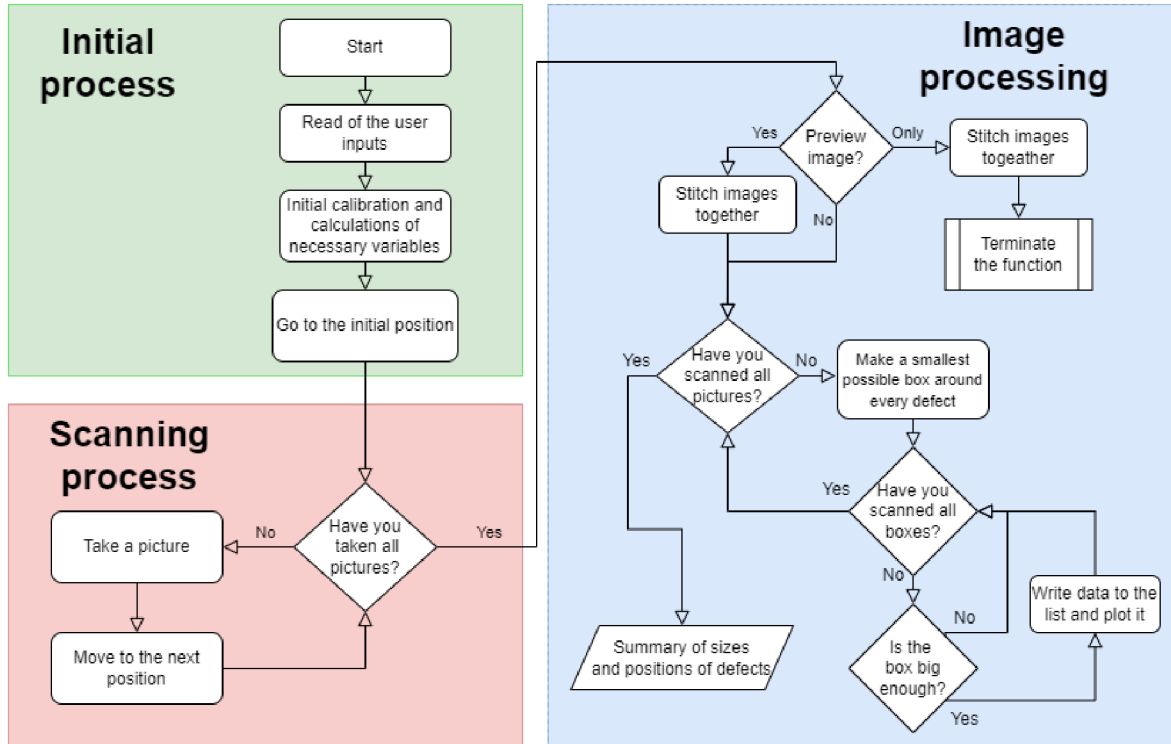 Initial
process
Start
Read of the user
inputs
Initial calibration and
calculations of
necessary variables
Go to the initial position
Scanning
process
Have you
taken all
pictures?
No
Yes
Take a picture
Move to the next
position
Image
processing
Preview
image?
Yes
Only
No
Stitch images
together
Stitch images
togeather
Terminate
the function
Have you
scanned all
pictures?
Yes
No
Make a smallest
possible box around
every defect
Have you
scanned all
boxes?
Yes
No
Is the
box big
enough?
No
Yes
Write data to the
list and plot it
Summary of sizes
and positions of defects